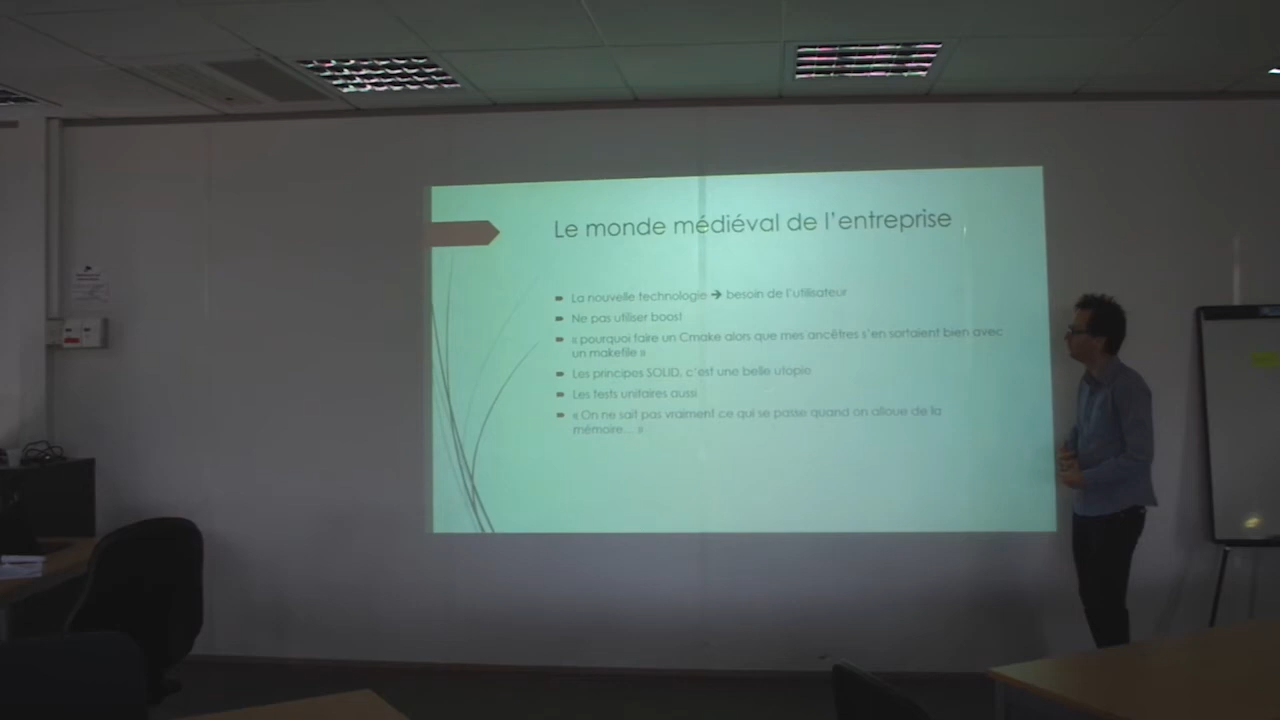 Le monde médiéval de l'entreprise
La nouvelle technologie ➔ besoin de l'utilisateur
Ne pas utiliser boost
« pourquoi faire un Cmake alors que mes ancêtres s'en sortaient bien avec
un makefile »
Les principes SOLID, c'est une belle utopie
Les tests unitaires aussi
« On ne sait pas vraiment ce qui se passe quand on alloue de la
mémoire… »